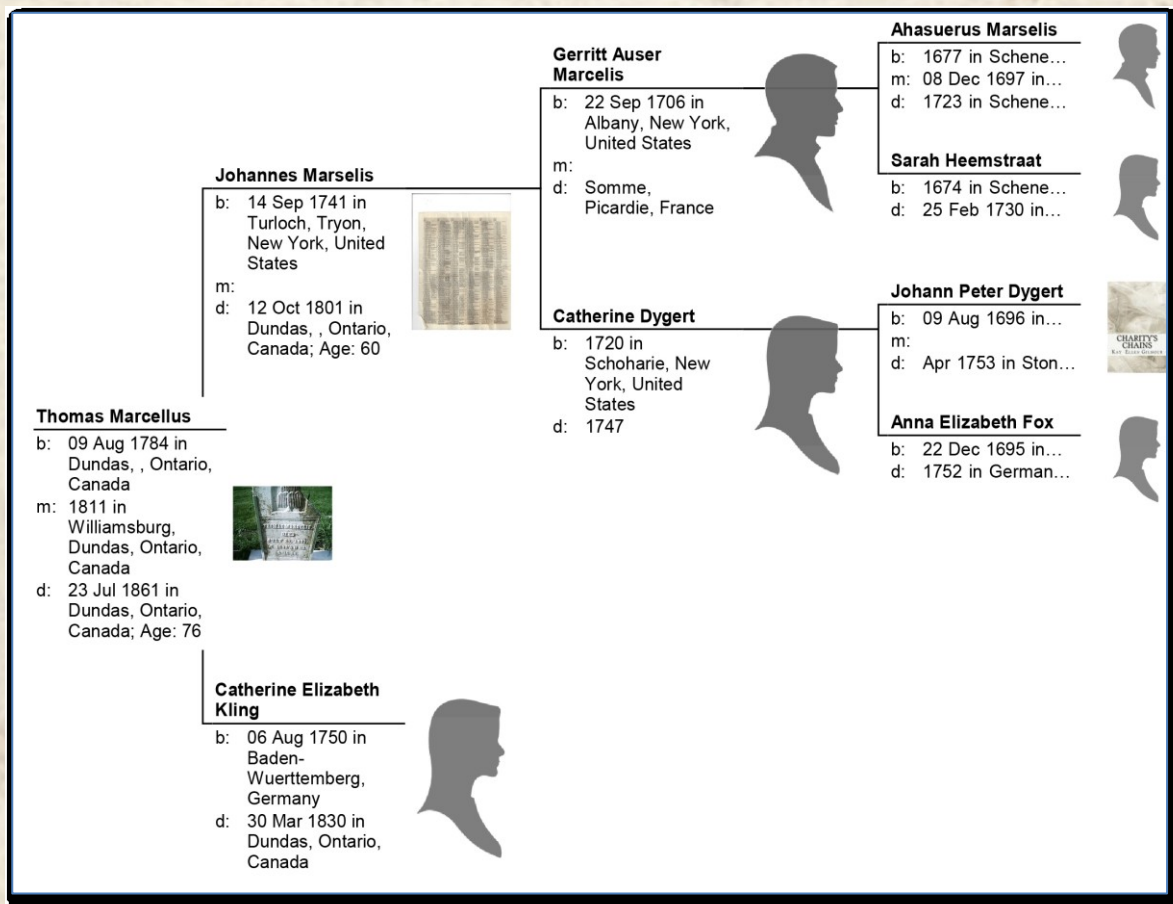 Ahasuerus Marselis
b: 1677 in Schene...
m: 08 Dec 1697 in...
d: 1723 in Schene...
Gerritt Auser
Marcelis
b: 22 Sep 1706 in
Albany, New York,
United States
m:
d: Somme,
Picardie, France
Sarah Heemstraat
b: 1674 in Schene...
d: 25 Feb 1730 in...
Johannes Marselis
b: 14 Sep 1741 in
Turloch, Tryon,
New York, United
States
m:
d: 12 Oct 1801 in
Dundas, , Ontario,
Canada; Age: 60
Johann Peter Dygert
b: 09 Aug 1696 in...
m:
d: Apr 1753 in Ston...
CHARITY'S
CHAINS
Catherine Dygert
b: 1720 in
Schoharie, New
York, United
States
d: 1747
Anna Elizabeth Fox
b: 22 Dec 1695 in...
d: 1752 in German...
Thomas Marcellus
b: 09 Aug 1784 in
Dundas, , Ontario,
Canada
m: 1811 in
Williamsburg,
Dundas, Ontario,
Canada
d: 23 Jul 1861 in
Dundas, Ontario,
Canada; Age: 76
Catherine Elizabeth
Kling
b: 06 Aug 1750 in
Baden-
Wuerttemberg,
Germany
d: 30 Mar 1830 in
Dundas, Ontario,
Canada